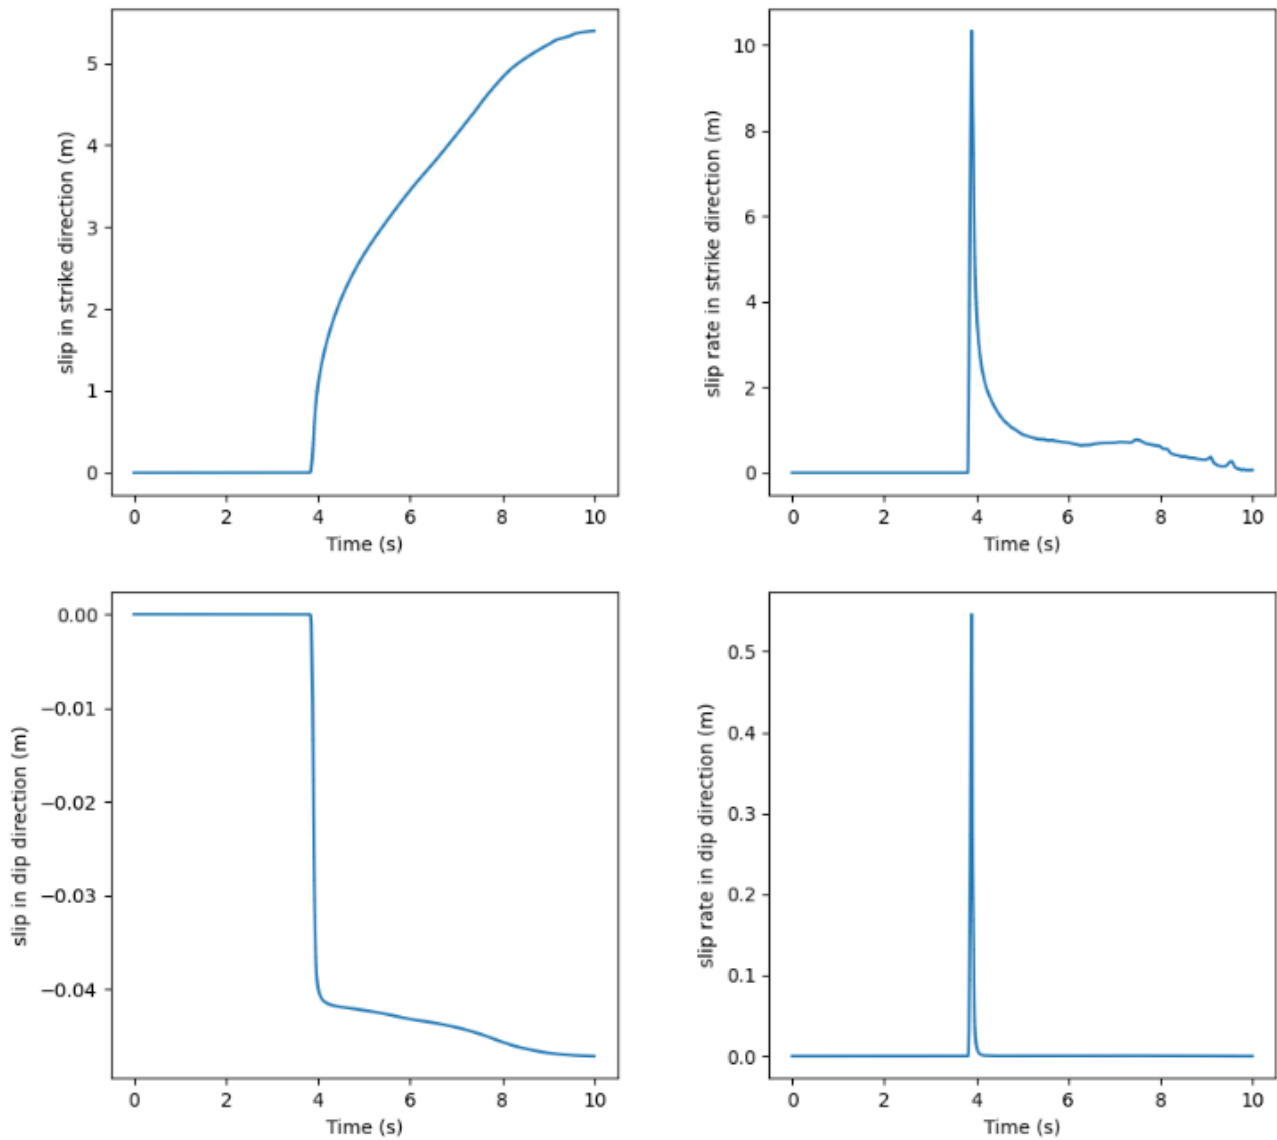 slip in strike direction (m)
5
4
3
2
1
0
0 2 4 6 8 10
Time (s)
slip rate in strike direction (m)
10
8
6
4
2
0
0 2 4 6 8 10
Time (s)
slip in dip direction (m)
0.00
−0.01
−0.02
−0.03
−0.04
0 2 4 6 8 10
Time (s)
slip rate in dip direction (m)
0.5
0.4
0.3
0.2
0.1
0.0
0 2 4 6 8 10
Time (s)